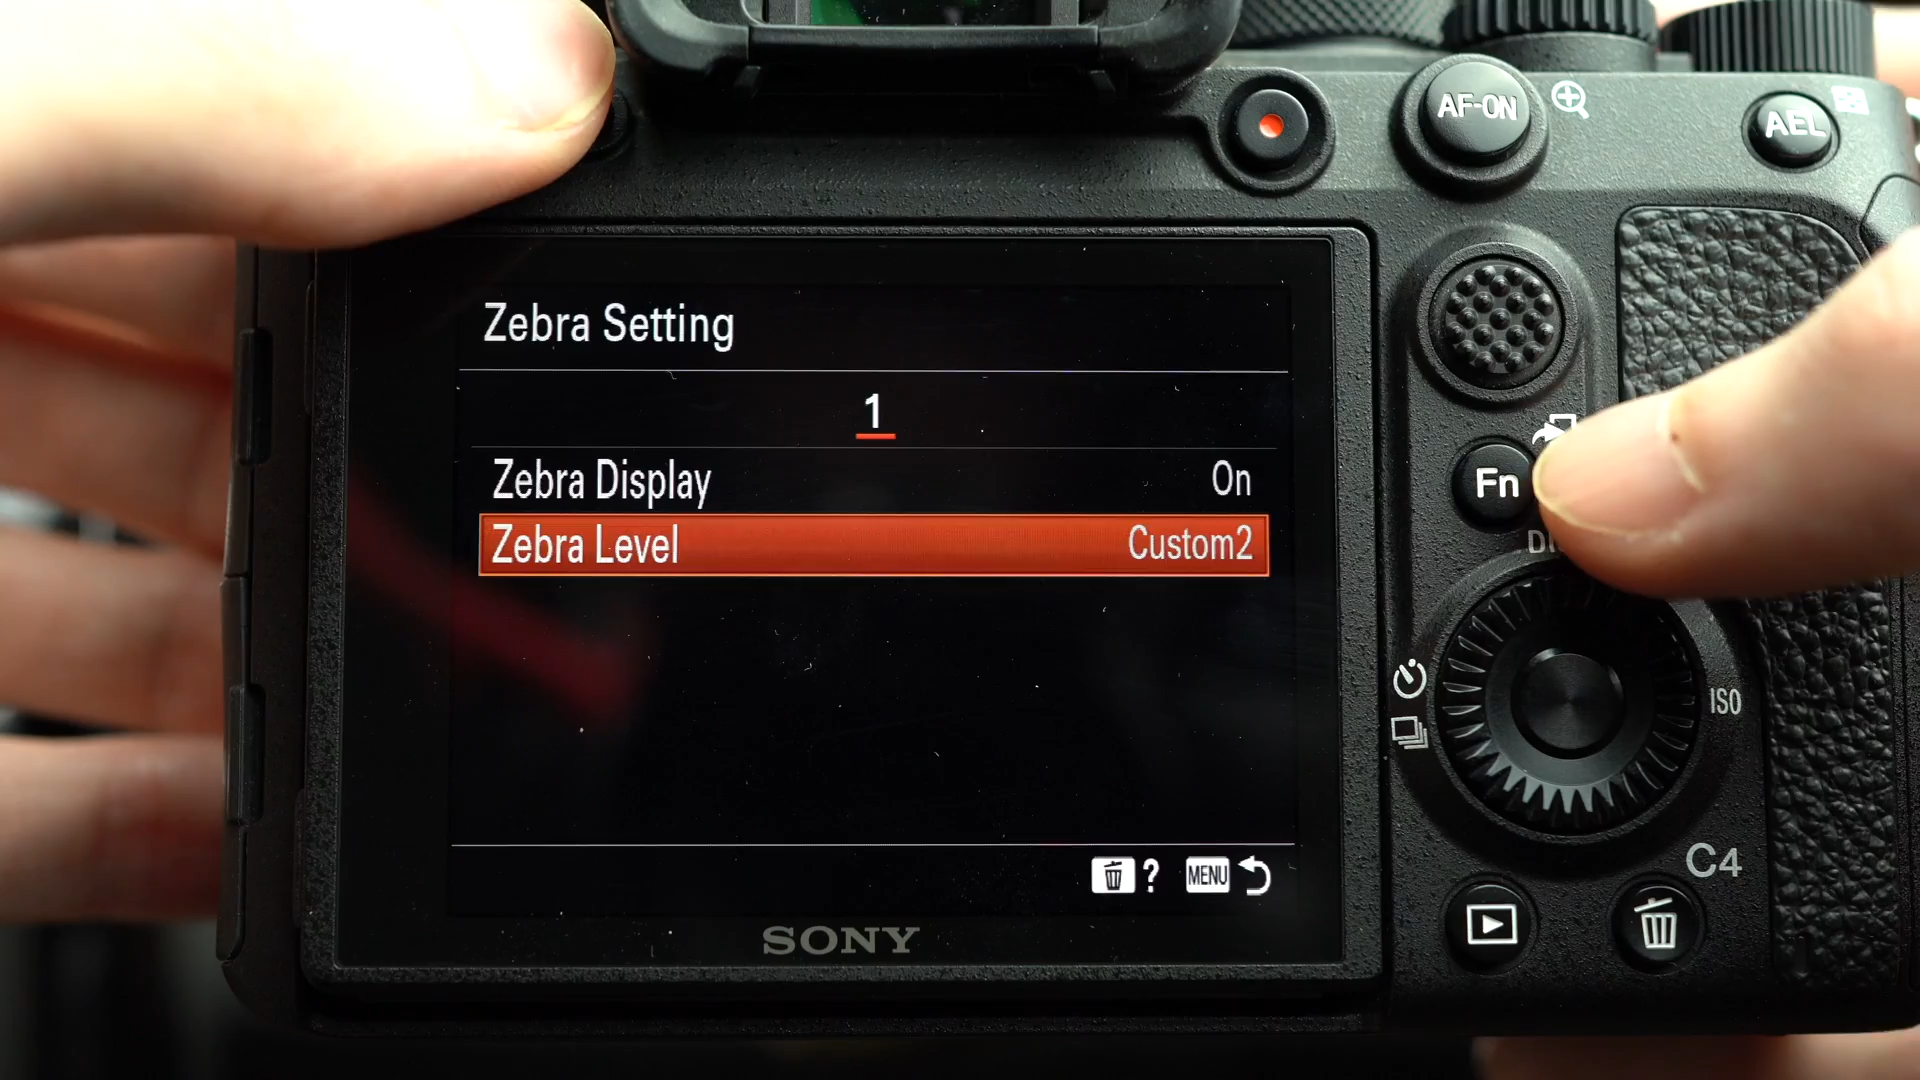 AF-ON
AEL
Zebra Setting
1
Zebra Display On
Zebra Level Custom2
Fn
ISO
? MENU
C4
SONY